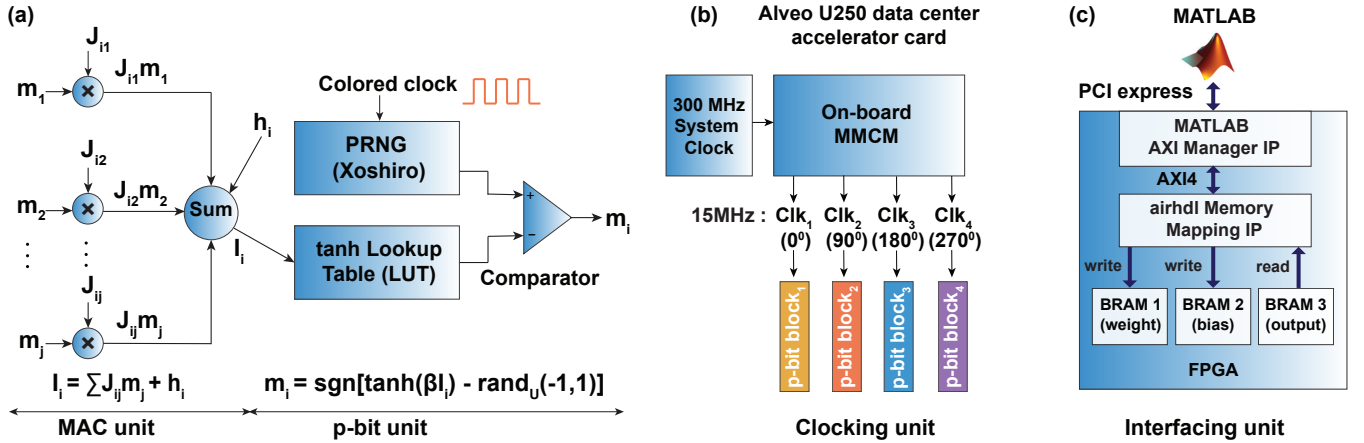 (a)
J_i1
m_1
×
J_i1m_1
J_i2
m_2
×
J_i2m_2
J_ij
m_j
×
J_ijm_j
h_i
Sum
I_i
Colored clock
PRNG
(Xoshiro)
tanh Lookup
Table (LUT)
+
−
m_i
Comparator
I_i = ∑J_ijm_j + h_i
m_i = sgn[tanh(βI_i) - rand_U(-1,1)]
MAC unit
p-bit unit
(b)
Alveo U250 data center
accelerator card
300 MHz
System
Clock
On-board
MMCM
15MHz : Clk_1 Clk_2 Clk_3 Clk_4
(0⁰) (90⁰) (180⁰) (270⁰)
p-bit block_1
p-bit block_2
p-bit block_3
p-bit block_4
Clocking unit
(c)
MATLAB
PCI express
MATLAB
AXI Manager IP
AXI4
airhdl Memory
Mapping IP
write
write
read
BRAM 1
(weight)
BRAM 2
(bias)
BRAM 3
(output)
FPGA
Interfacing unit